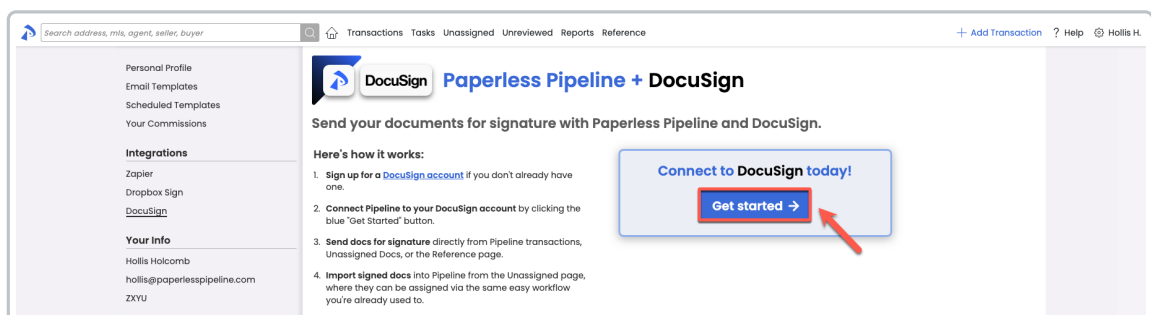 Search address, mls, agent, seller, buyer
Transactions Tasks Unassigned Unreviewed Reports Reference
+ Add Transaction ? Help Hollis H.
Personal Profile
Email Templates
Scheduled Templates
Your Commissions
Integrations
Zapier
Dropbox Sign
DocuSign
Your Info
Hollis Holcomb
hollis@paperlesspipeline.com
ZXYU
DocuSign
Paperless Pipeline + DocuSign
Send your documents for signature with Paperless Pipeline and DocuSign.
Here's how it works:
1. Sign up for a DocuSign account if you don't already have
one.
2. Connect Pipeline to your DocuSign account by clicking the
blue "Get Started" button.
3. Send docs for signature directly from Pipeline transactions,
Unassigned Docs, or the Reference page.
4. Import signed docs into Pipeline from the Unassigned page,
where they can be assigned via the same easy workflow
you're already used to.
Connect to DocuSign today!
Get started →